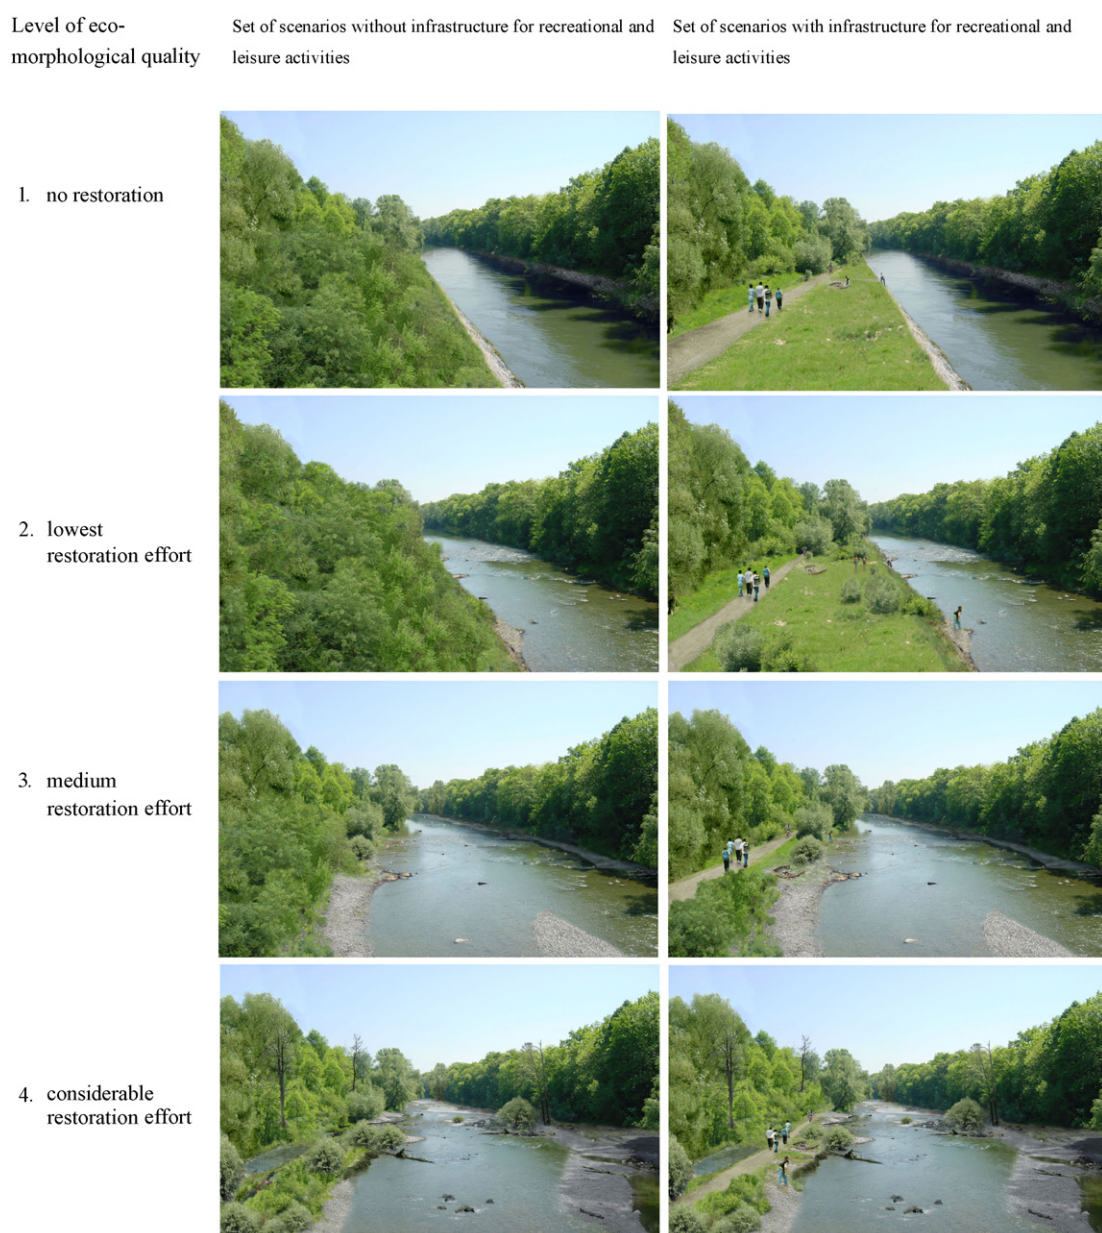 Level of eco-
morphological quality
Set of scenarios without infrastructure for recreational and
leisure activities
Set of scenarios with infrastructure for recreational and
leisure activities
1. no restoration
2. lowest
restoration effort
3. medium
restoration effort
4. considerable
restoration effort